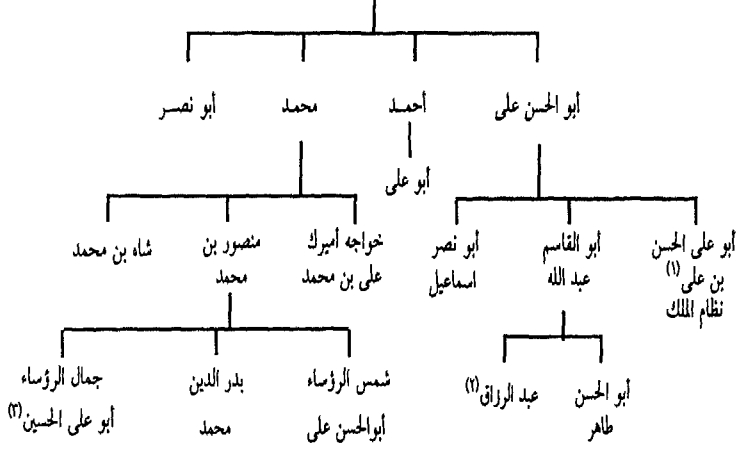 أبو الحسن على
أحمد
محمد
أبو نصر
أبو على
أبو على الحسن
بن على (١)
نظام الملك
أبو القاسم
عبد الله
أبو نصر
اسماعيل
خواجه أميرك
على بن محمد
منصور بن
محمد
شاه بن محمد
أبو الحسن
طاهر
عبد الرزاق (٢)
شمس الرؤساء
أبوالحسن على
بدر الدين
محمد
جمال الرؤساء
أبو على الحسين (٣)